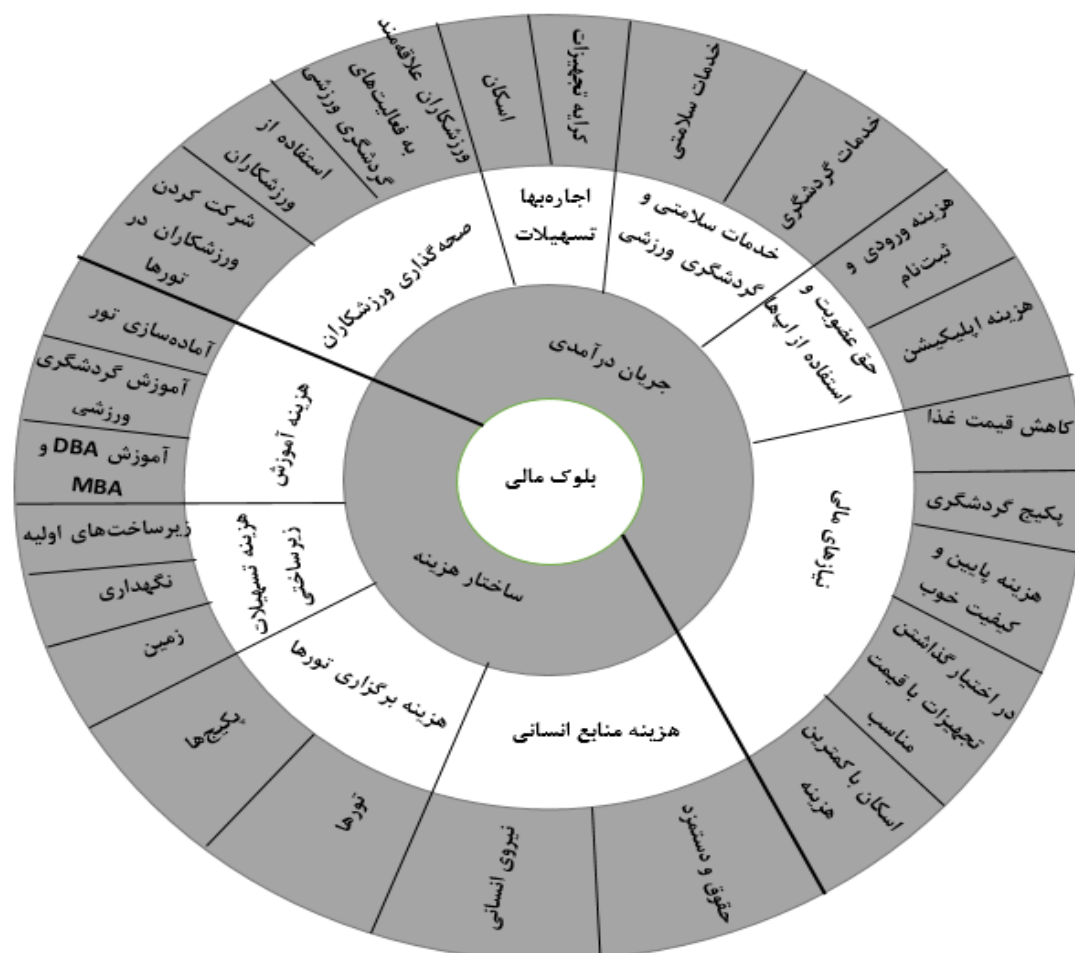 بلوک مالی
جریان درآمدی
ساختار هزینه
اجاره‌بها
تسهیلات
خدمات سلامتی و
گردشگری ورزشی
حق عضویت و
استفاده از اپ‌ها
نیازهای مالی
هزینه منابع انسانی
هزینه برگزاری تورها
هزینه تسهیلات
زیرساختی
هزینه آموزش
صحه‌گذاری ورزشکاران
اسکان
کرایه تجهیزات
خدمات سلامتی
خدمات گردشگری
هزینه ورودی و
ثبت‌نام
هزینه اپلیکیشن
کاهش قیمت غذا
پکیج گردشگری
هزینه پایین و
کیفیت خوب
در اختیار گذاشتن
تجهیزات با قیمت
مناسب
اسکان با کمترین
هزینه
حقوق و دستمزد
نیروی انسانی
تورها
پکیج‌ها
زمین
نگهداری
زیرساخت‌های اولیه
آموزش DBA و
MBA
آموزش گردشگری
ورزشی
آماده‌سازی تور
شرکت کردن
ورزشکاران در
تورها
استفاده از
ورزشکاران
ورزشکاران علاقه‌مند
به فعالیت‌های
گردشگری ورزشی